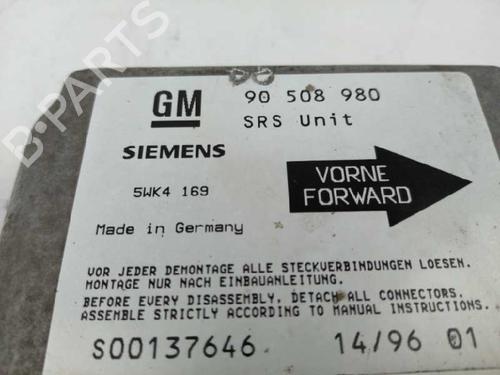 GM 90 508 980
SRS Unit
SIEMENS
VORNE
FORWARD
5WK4 169
Made in Germany
VOR JEDER DEMONTAGE ALLE STECKVERBINDUNGEN LOESEN.
MONTAGE NUR NACH EINBAUANLEITUNG.
BEFORE EVERY DISASSEMBLY, DETACH ALL CONNECTORS.
ASSEMBLE STRICTLY ACCORDING TO MANUAL INSTRUCTIONS.
S00137646 14/96 01
B-PARTS